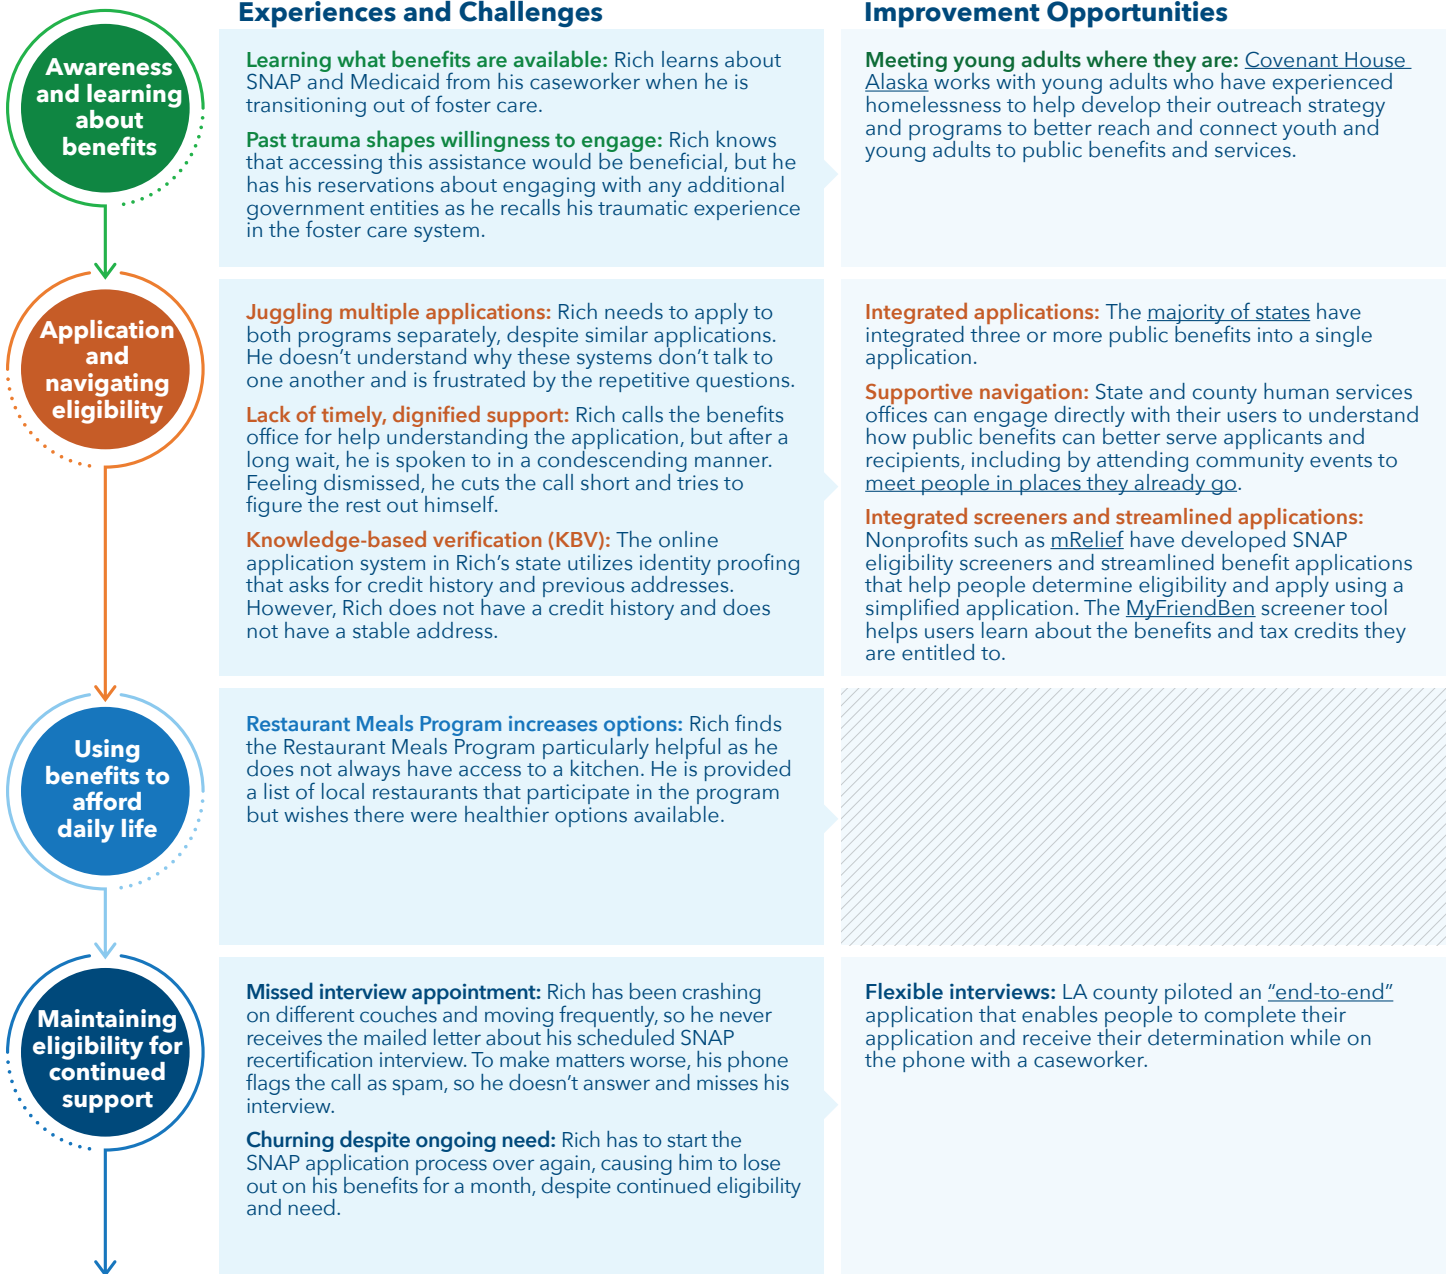 Experiences and Challenges
Improvement Opportunities
Awareness
and learning
about
benefits
Learning what benefits are available: Rich learns about
SNAP and Medicaid from his caseworker when he is
transitioning out of foster care.
Past trauma shapes willingness to engage: Rich knows
that accessing this assistance would be beneficial, but he
has his reservations about engaging with any additional
government entities as he recalls his traumatic experience
in the foster care system.
Meeting young adults where they are: Covenant House
Alaska works with young adults who have experienced
homelessness to help develop their outreach strategy
and programs to better reach and connect youth and
young adults to public benefits and services.
Application
and
navigating
eligibility
Juggling multiple applications: Rich needs to apply to
both programs separately, despite similar applications.
He doesn’t understand why these systems don’t talk to
one another and is frustrated by the repetitive questions.
Lack of timely, dignified support: Rich calls the benefits
office for help understanding the application, but after a
long wait, he is spoken to in a condescending manner.
Feeling dismissed, he cuts the call short and tries to
figure the rest out himself.
Knowledge-based verification (KBV): The online
application system in Rich’s state utilizes identity proofing
that asks for credit history and previous addresses.
However, Rich does not have a credit history and does
not have a stable address.
Integrated applications: The majority of states have
integrated three or more public benefits into a single
application.
Supportive navigation: State and county human services
offices can engage directly with their users to understand
how public benefits can better serve applicants and
recipients, including by attending community events to
meet people in places they already go.
Integrated screeners and streamlined applications:
Nonprofits such as mRelief have developed SNAP
eligibility screeners and streamlined benefit applications
that help people determine eligibility and apply using a
simplified application. The MyFriendBen screener tool
helps users learn about the benefits and tax credits they
are entitled to.
Using
benefits to
afford
daily life
Restaurant Meals Program increases options: Rich finds
the Restaurant Meals Program particularly helpful as he
does not always have access to a kitchen. He is provided
a list of local restaurants that participate in the program
but wishes there were healthier options available.
Maintaining
eligibility for
continued
support
Missed interview appointment: Rich has been crashing
on different couches and moving frequently, so he never
receives the mailed letter about his scheduled SNAP
recertification interview. To make matters worse, his phone
flags the call as spam, so he doesn’t answer and misses his
interview.
Churning despite ongoing need: Rich has to start the
SNAP application process over again, causing him to lose
out on his benefits for a month, despite continued eligibility
and need.
Flexible interviews: LA county piloted an “end-to-end”
application that enables people to complete their
application and receive their determination while on
the phone with a caseworker.